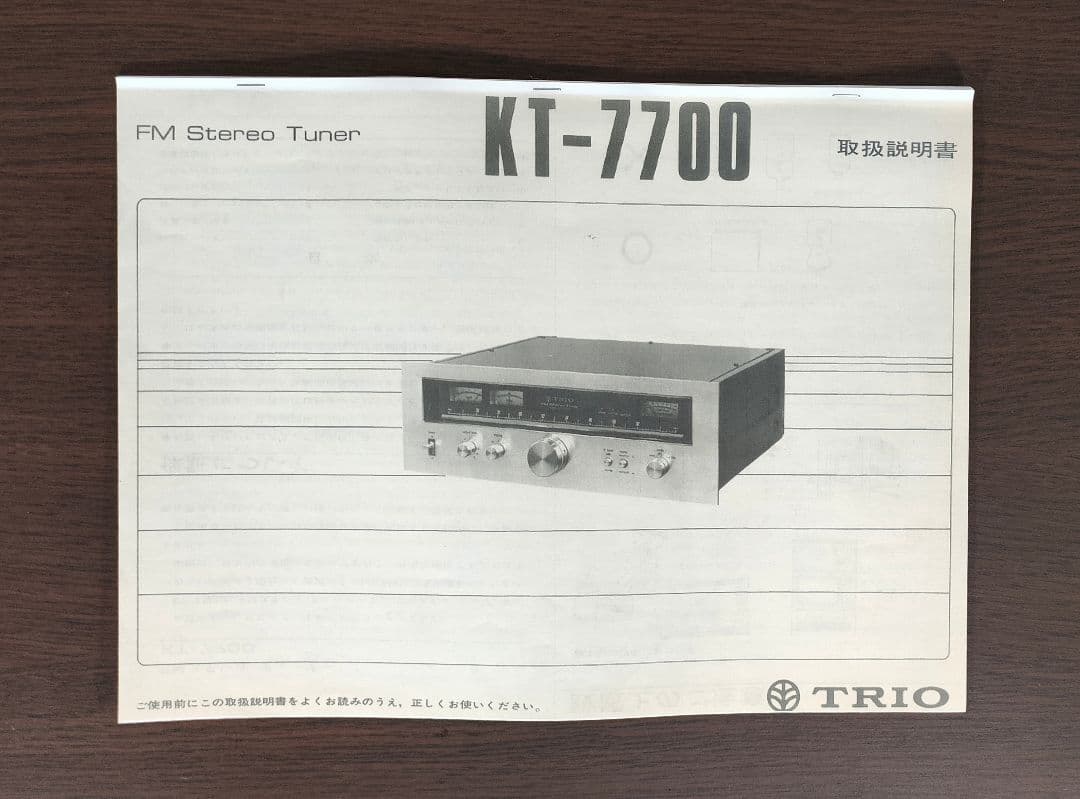 FM Stereo Tuner
KT-7700
取扱説明書
TRIO
ご使用前にこの取扱説明書をよくお読みのうえ，正しくお使いください。
TRIO